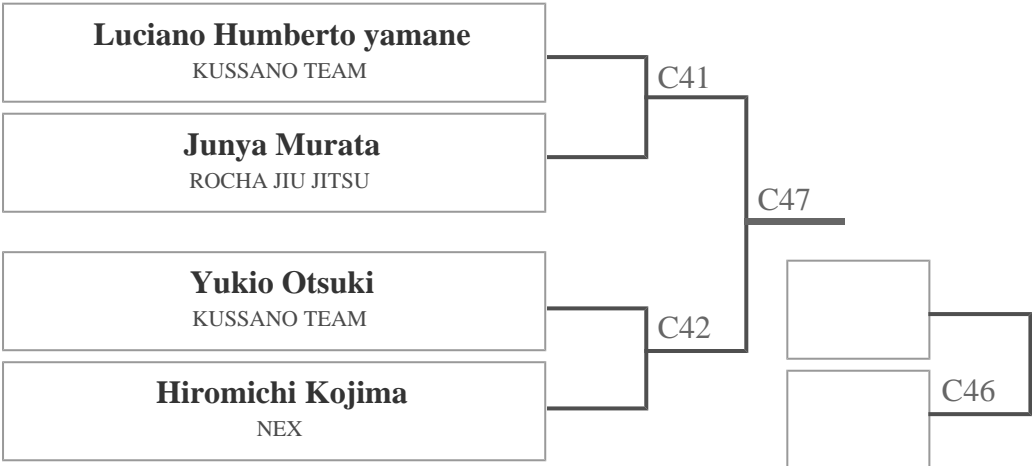 Luciano Humberto yamane
KUSSANO TEAM
C41
Junya Murata
ROCHA JIU JITSU
C47
Yukio Otsuki
KUSSANO TEAM
C42
Hiromichi Kojima
NEX
C46